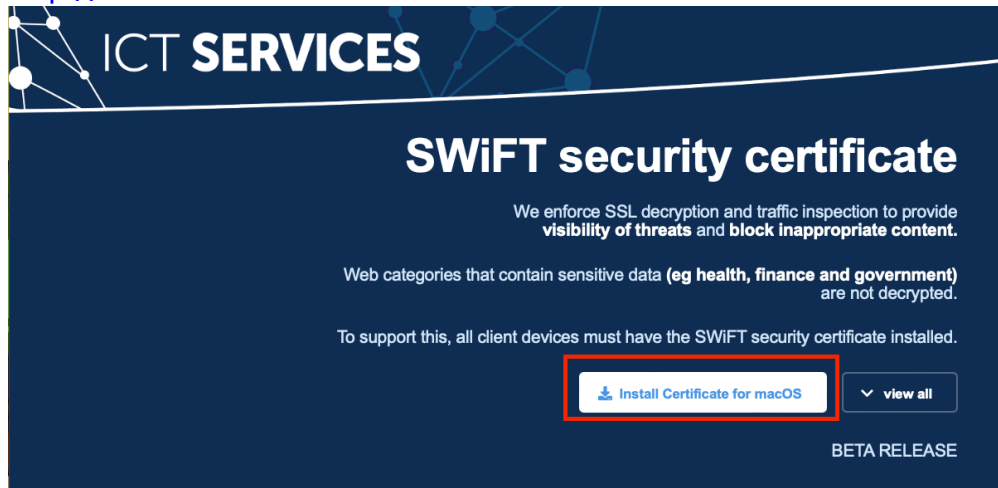 ICT SERVICES
SWiFT security certificate
We enforce SSL decryption and traffic inspection to provide
visibility of threats and block inappropriate content.
Web categories that contain sensitive data (eg health, finance and government)
are not decrypted.
To support this, all client devices must have the SWiFT security certificate installed.
Install Certificate for macOS
view all
BETA RELEASE